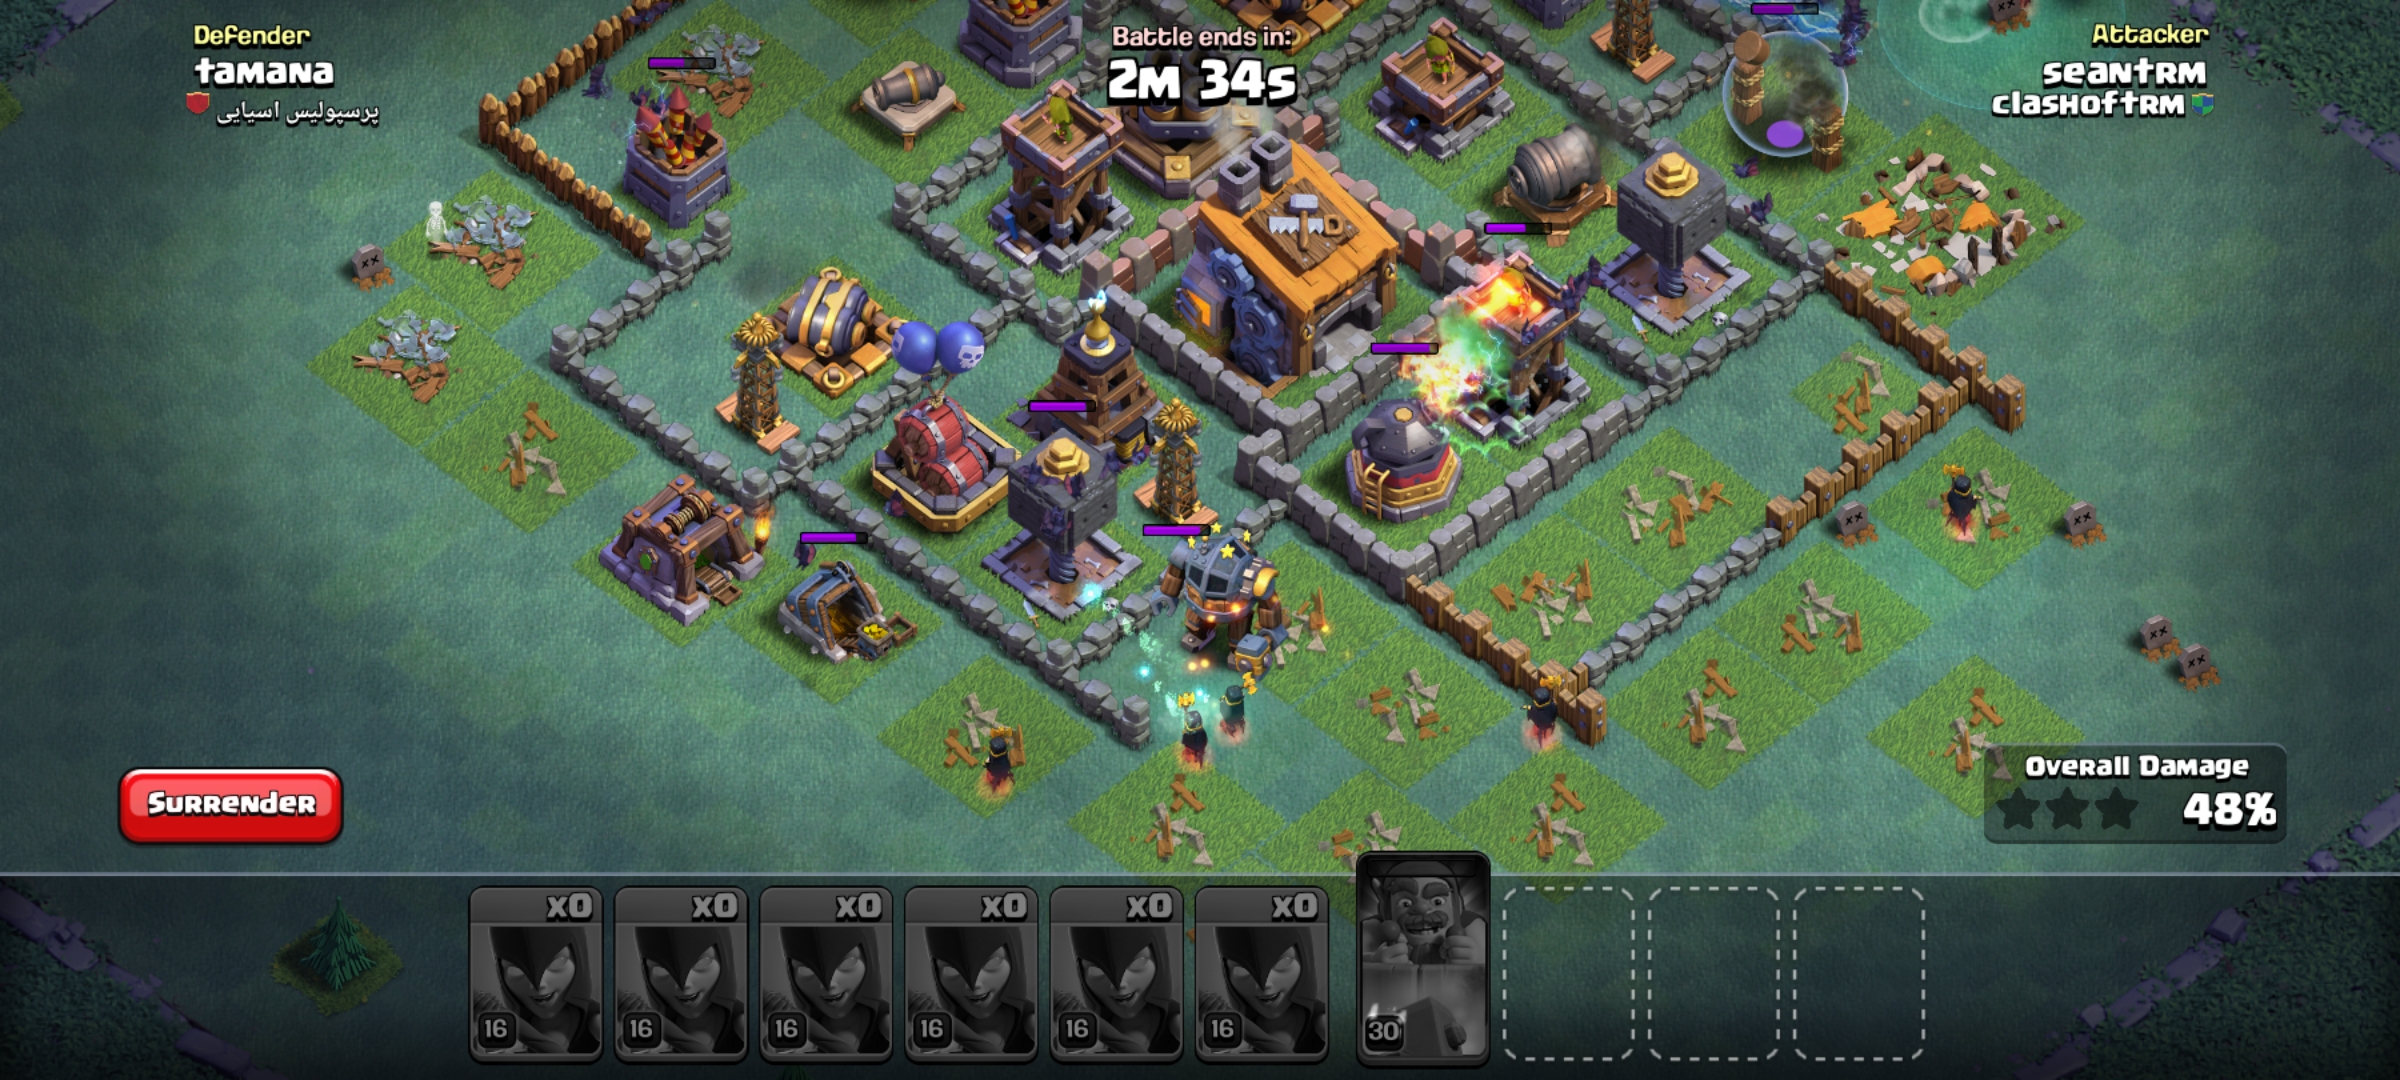 Defender
tamana
پرسپولیس اسیایی
Battle ends in:
2M 34s
Attacker
seantRM
clashoftRM
Surrender
Overall Damage
48%
x0
x0
x0
x0
x0
x0
16
16
16
16
16
16
30